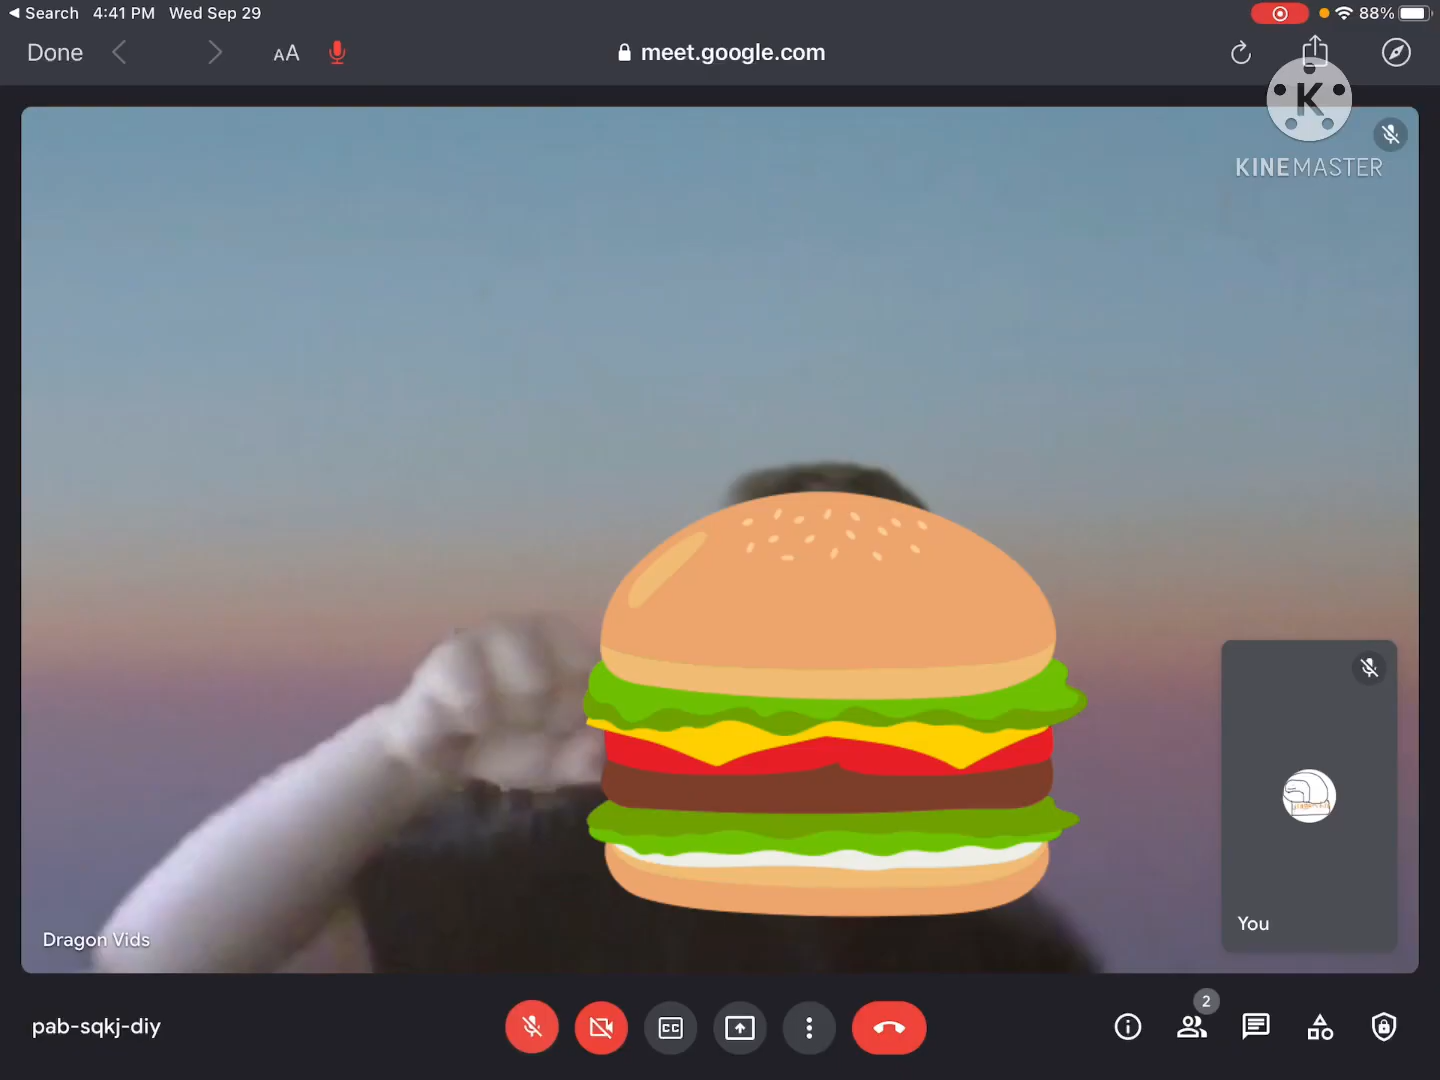 Search 4:41 PM Wed Sep 29
88%
Done
AA
meet.google.com
K
KINEMASTER
You
Dragon Vids
2
pab-sqkj-diy
CC